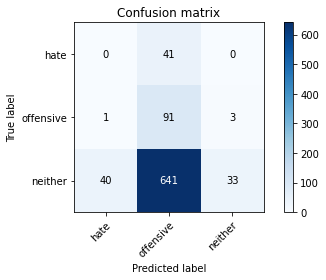 Confusion matrix
600
500
400
300
200
100
0
True label
hate
offensive
neither
0 41 0
1 91 3
40 641 33
hate
offensive
neither
Predicted label